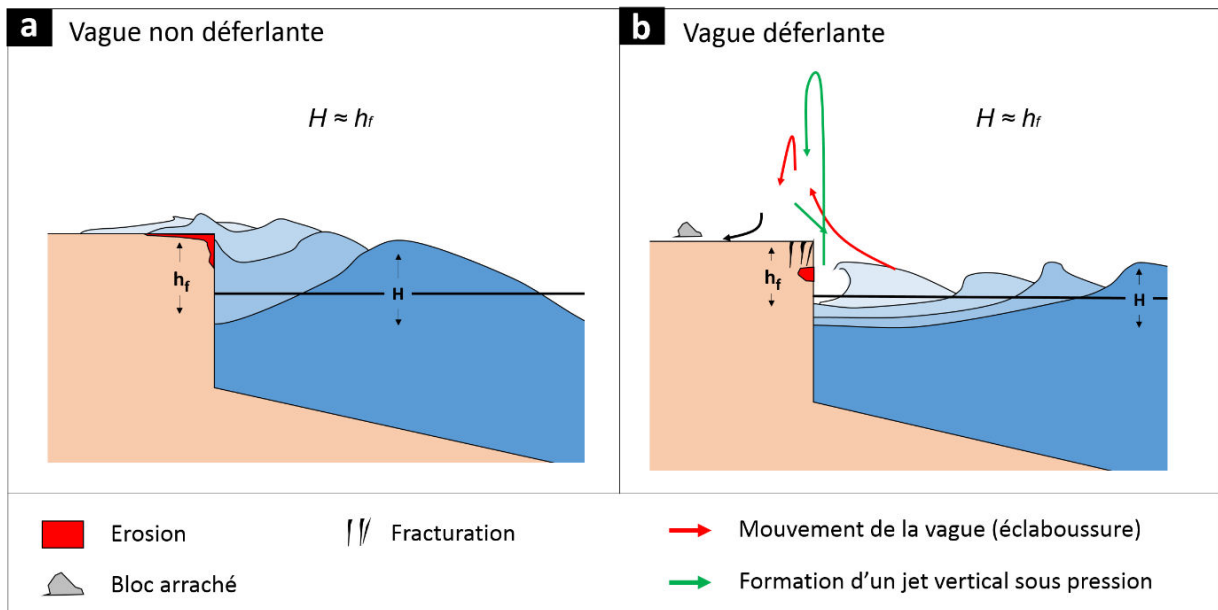 a Vague non déferlante
H ≈ hf
hf
H
b Vague déferlante
H ≈ hf
hf
H
Erosion
Fracturation
Bloc arraché
Mouvement de la vague (éclaboussure)
Formation d'un jet vertical sous pression